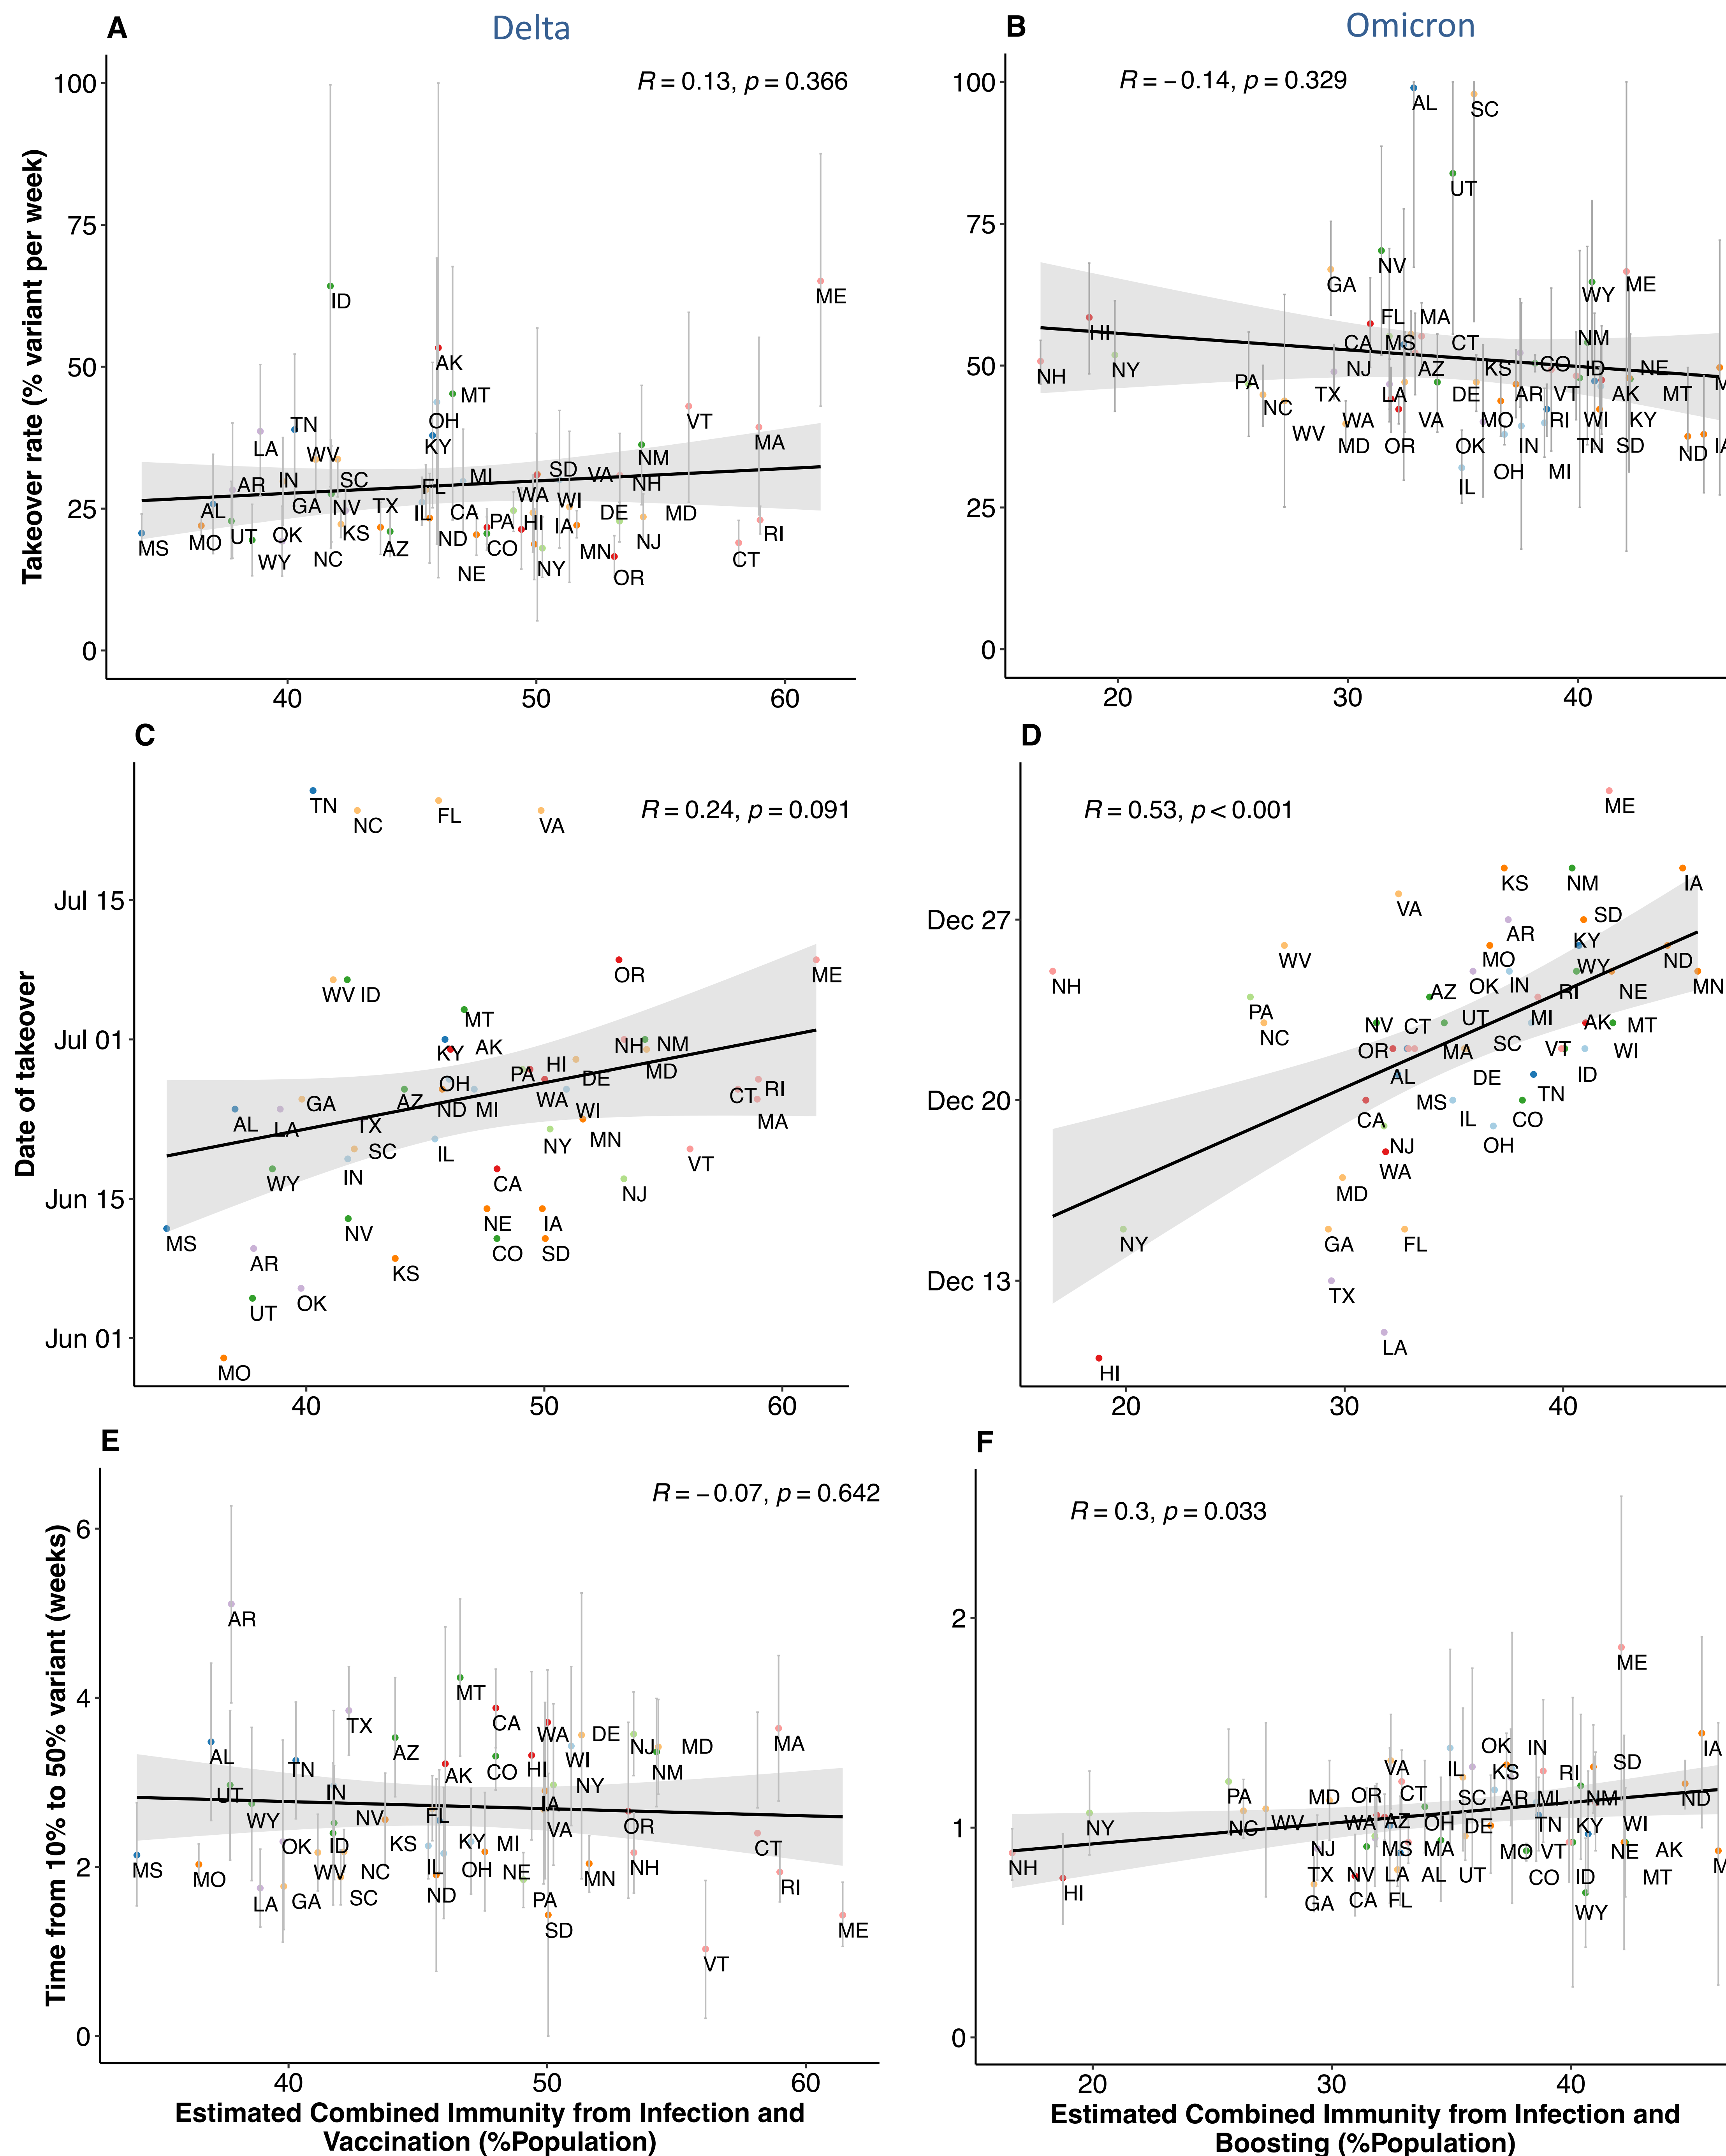 A
Delta
R = 0.13, p = 0.366
Takeover rate (% variant per week)
100
75
50
25
0
ID
ME
AK
MT
OH
KY
TN
LA
WV
VT
MA
NM
AR
IN
SC
FL
MI
SD
VA
NH
AL
GA
NV
TX
IL
CA
WA
WI
DE
MD
MS
MO
UT
OK
KS
AZ
ND
PA
HI
IA
NJ
RI
WY
NC
CO
MN
CT
NE
NY
OR
40
50
60
B
Omicron
R = −0.14, p = 0.329
100
75
50
25
0
AL
SC
UT
NV
GA
ME
WY
HI
FL
MA
NM
NH
NY
CA
MS
CT
CO
ID
NE
PA
NJ
AZ
KS
NC
TX
LA
DE
AR
VT
AK
MT
M
WV
WA
VA
MO
RI
WI
KY
MD
OR
OK
IN
TN
SD
ND
IA
IL
OH
MI
20
30
40
C
R = 0.24, p = 0.091
Date of takeover
Jul 15
Jul 01
Jun 15
Jun 01
TN
NC
FL
VA
WV
ID
OR
ME
MT
KY
AK
NH
NM
OH
PA
HI
MD
GA
AZ
ND
MI
WA
DE
CT
RI
AL
LA
TX
WI
MA
SC
IL
NY
MN
WY
IN
CA
VT
NJ
MS
NV
NE
IA
AR
CO
SD
KS
UT
OK
MO
40
50
60
D
R = 0.53, p < 0.001
Dec 27
Dec 20
Dec 13
ME
KS
NM
IA
VA
AR
SD
WV
MO
KY
ND
NH
OK
IN
WY
NE
MN
PA
AZ
RI
NC
NV
CT
UT
MI
AK
MT
OR
MA
SC
VT
WI
AL
DE
ID
CA
MS
IL
TN
CO
NJ
OH
WA
MD
NY
GA
FL
TX
LA
HI
20
30
40
E
R = −0.07, p = 0.642
Time from 10% to 50% variant (weeks)
6
4
2
0
AR
MT
TX
CA
WA
DE
MA
AL
AZ
WI
NJ
MD
TN
AK
CO
HI
NM
UT
IN
NY
WY
NV
FL
IA
OR
OK
ID
KS
KY
MI
VA
CT
MS
MO
WV
NC
IL
OH
NE
MN
NH
LA
GA
SC
ND
PA
RI
SD
ME
VT
40
50
60
Estimated Combined Immunity from Infection and
Vaccination (%Population)
F
R = 0.3, p = 0.033
2
1
0
ME
IA
OK
IN
SD
VA
IL
KS
RI
PA
MD
OR
CT
SC
AR
MI
NM
ND
NY
NC
WV
WA
AZ
OH
DE
TN
KY
WI
NH
NJ
MS
MA
MO
VT
NE
AK
M
HI
TX
NV
LA
AL
UT
CO
ID
MT
GA
CA
FL
WY
20
30
40
Estimated Combined Immunity from Infection and
Boosting (%Population)